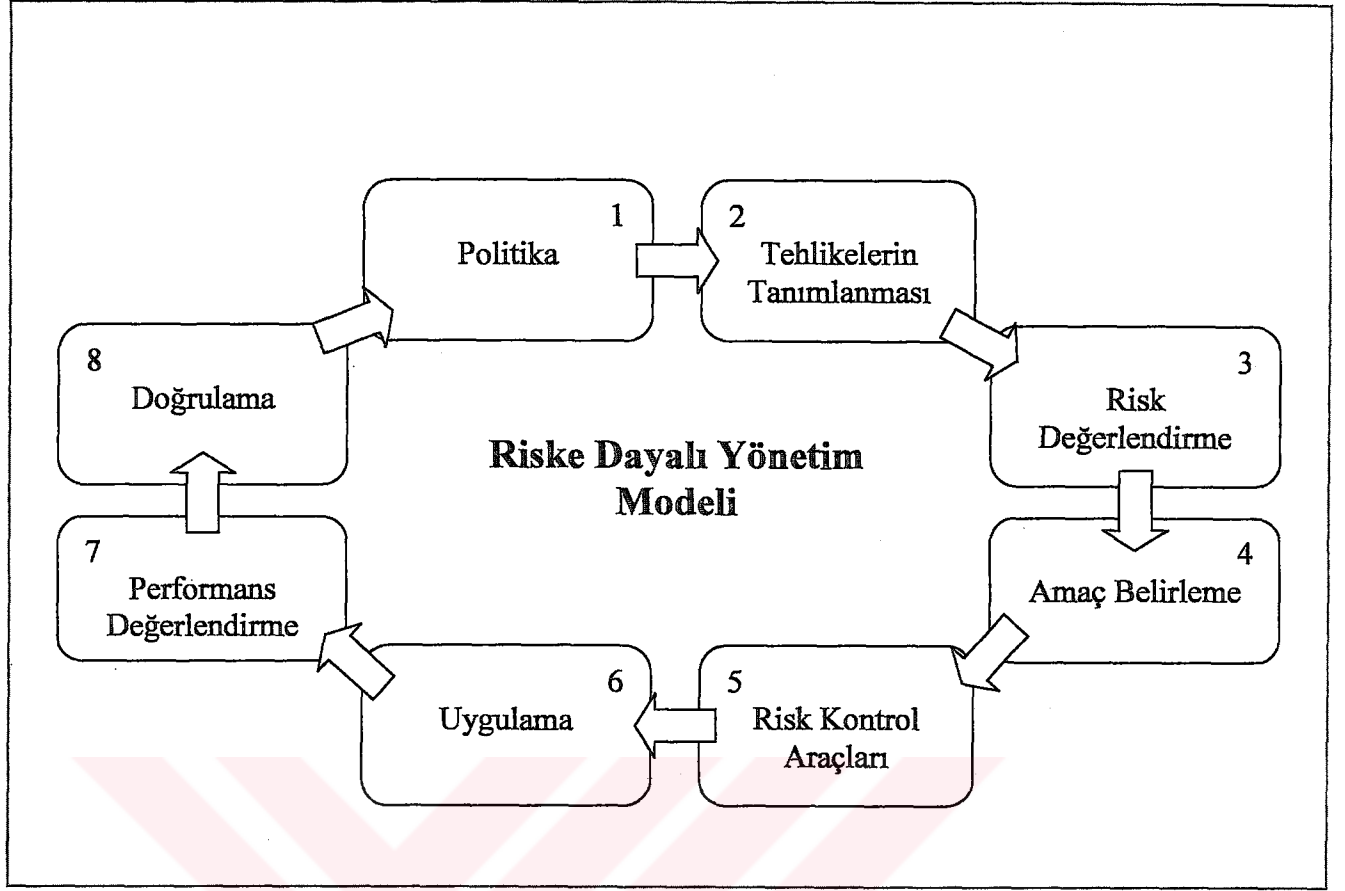 1
Politika
2
Tehlikelerin
Tanımlanması
3
Risk
Değerlendirme
4
Amaç Belirleme
5
Risk Kontrol
Araçları
6
Uygulama
7
Performans
Değerlendirme
8
Doğrulama
Riske Dayalı Yönetim
Modeli